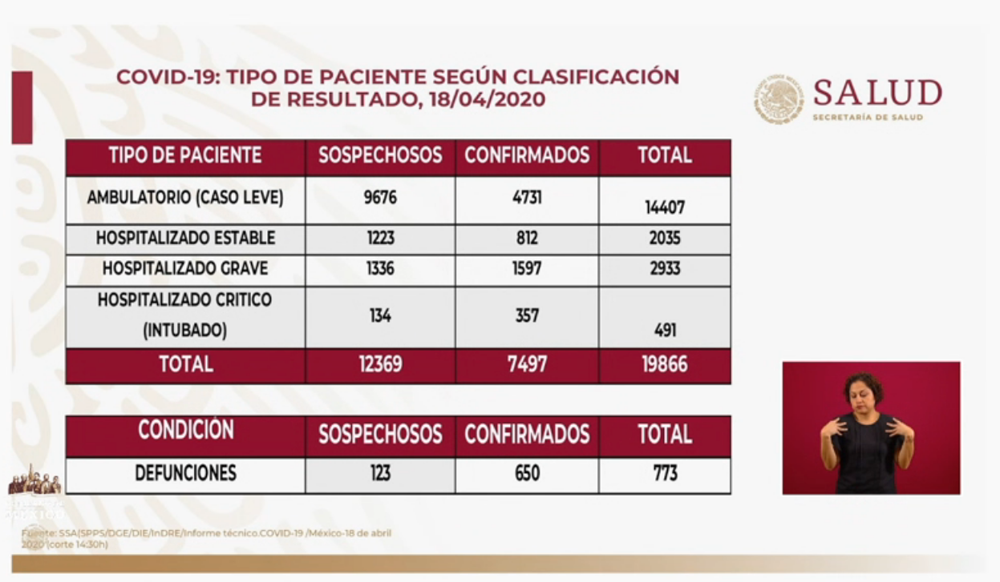 COVID-19: TIPO DE PACIENTE SEGÚN CLASIFICACIÓN
DE RESULTADO, 18/04/2020
SALUD
SECRETARÍA DE SALUD
TIPO DE PACIENTE SOSPECHOSOS CONFIRMADOS TOTAL
AMBULATORIO (CASO LEVE) 9676 4731 14407
HOSPITALIZADO ESTABLE 1223 812 2035
HOSPITALIZADO GRAVE 1336 1597 2933
HOSPITALIZADO CRITICO
(INTUBADO) 134 357 491
TOTAL 12369 7497 19866
CONDICIÓN SOSPECHOSOS CONFIRMADOS TOTAL
DEFUNCIONES 123 650 773
Fuente: SSA(SPPS/DGE/DIE/InDRE/Informe técnico.COVID-19 /México-18 de abril
2020 (corte 14:30h)